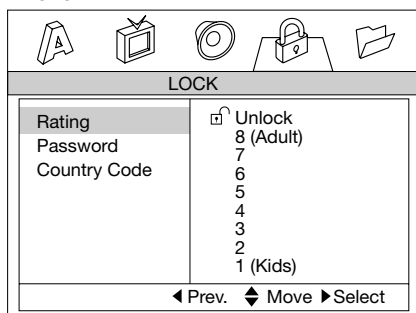 A
LOCK
Rating
Password
Country Code
Unlock
8 (Adult)
7
6
5
4
3
2
1 (Kids)
◀ Prev. ◆ Move ▶ Select